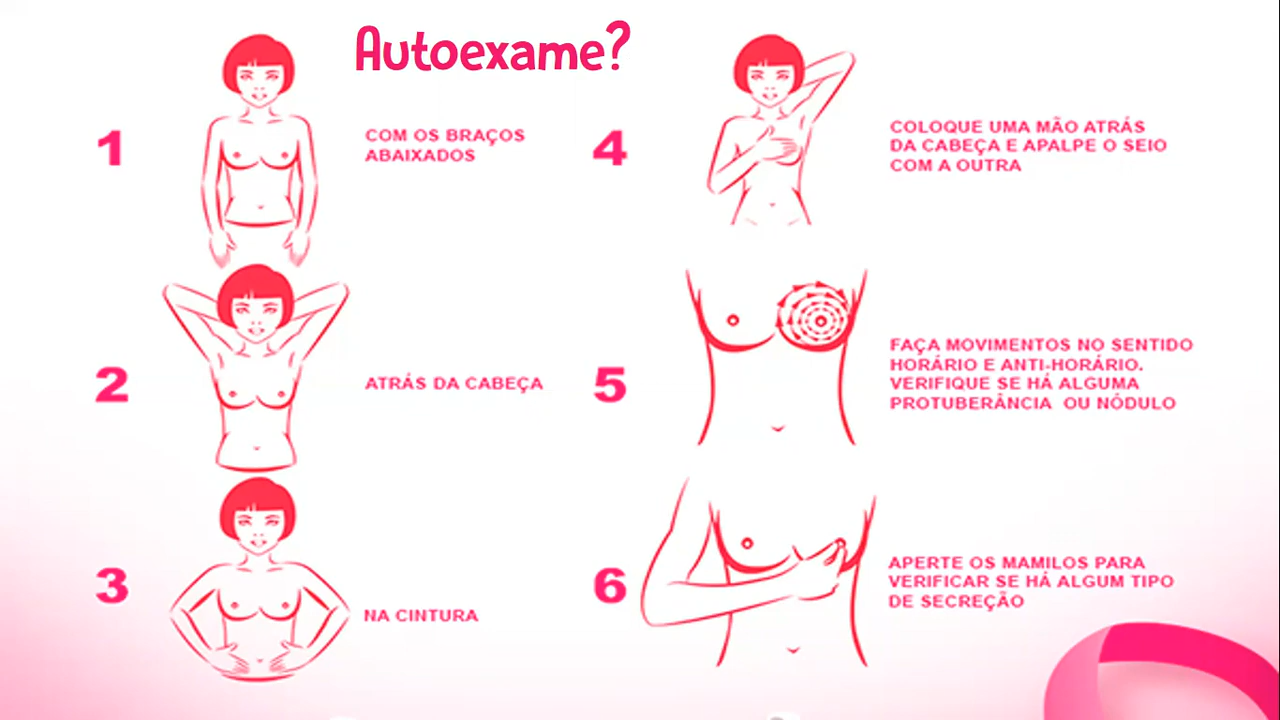 Autoexame?
1
COM OS BRAÇOS
ABAIXADOS
2
ATRÁS DA CABEÇA
3
NA CINTURA
4
COLOQUE UMA MÃO ATRÁS
DA CABEÇA E APALPE O SEIO
COM A OUTRA
5
FAÇA MOVIMENTOS NO SENTIDO
HORÁRIO E ANTI-HORÁRIO.
VERIFIQUE SE HÁ ALGUMA
PROTUBERÂNCIA OU NÓDULO
6
APERTE OS MAMILOS PARA
VERIFICAR SE HÁ ALGUM TIPO
DE SECREÇÃO